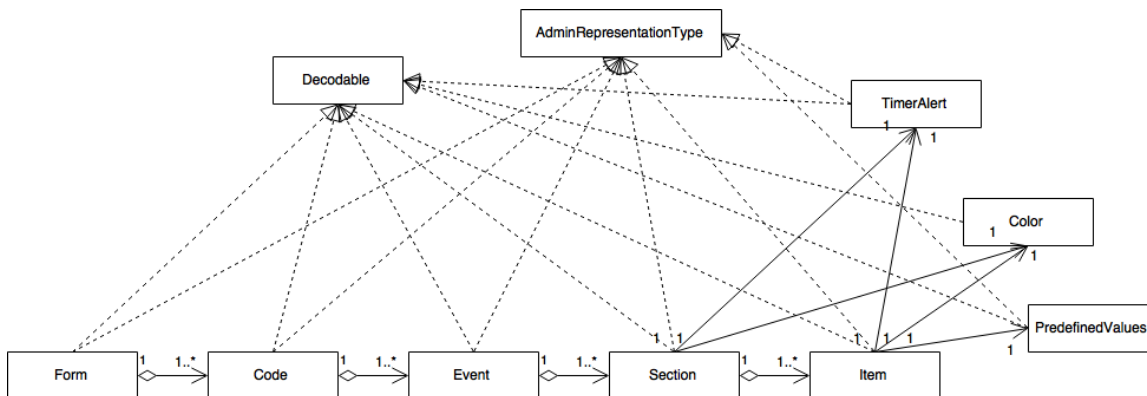 AdminRepresentationType
Decodable
TimerAlert
1
1
Color
1
1
PredefinedValues
1
1 1
1 1 1
Form
1
1..*
Code
1
1..*
Event
1
1..*
Section
1
1..*
Item